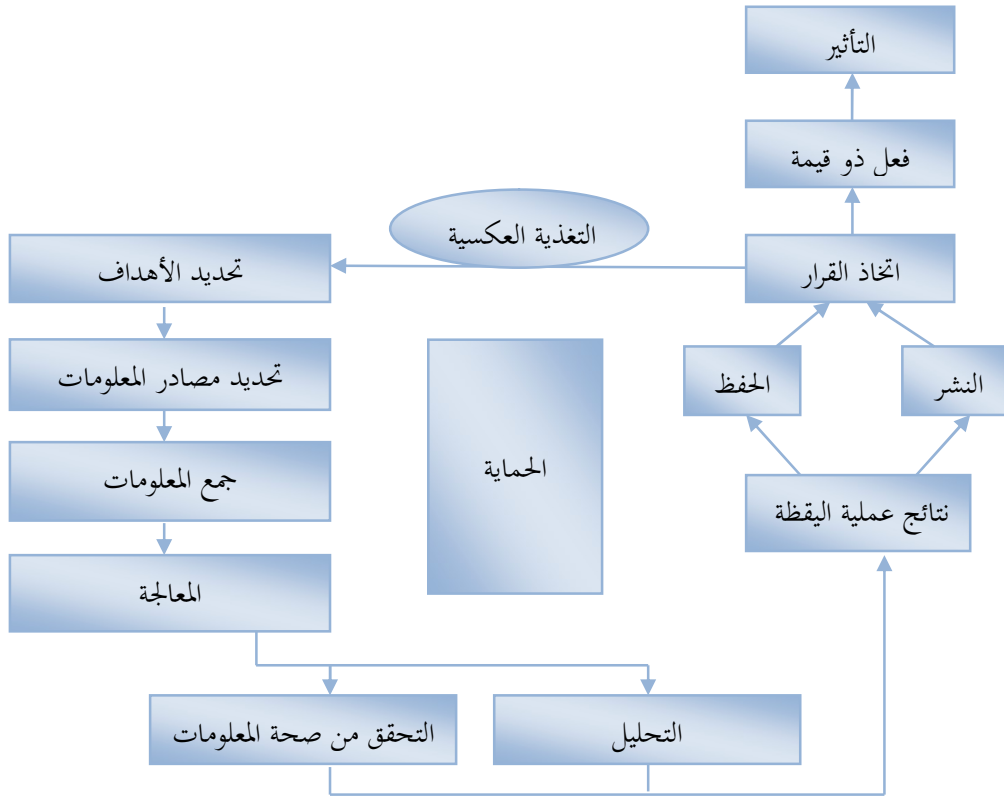 التأثير
فعل ذو قيمة
التغذية العكسية
اتخاذ القرار
تحديد الأهداف
تحديد مصادر المعلومات
الحفظ
النشر
الحماية
جمع المعلومات
نتائج عملية اليقظة
المعالجة
التحليل
التحقق من صحة المعلومات